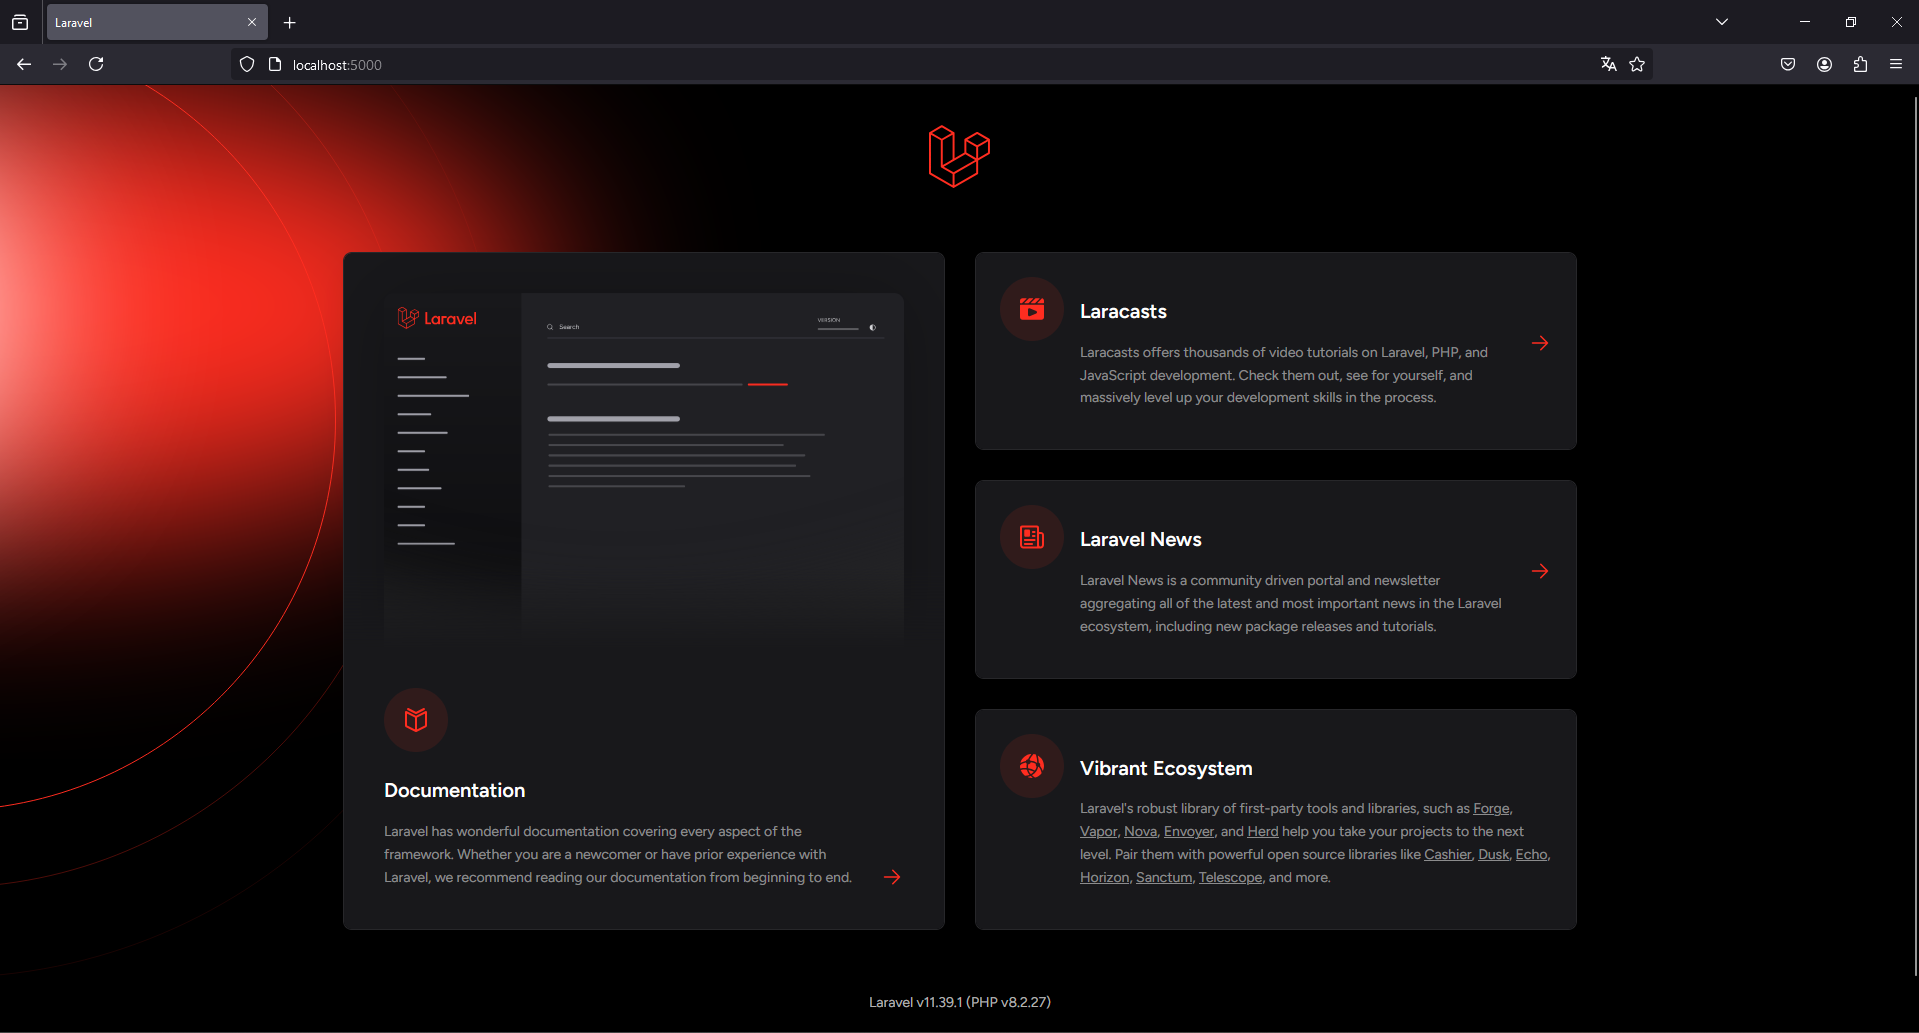 Laravel
localhost:5000
Laravel
Search
VERSION
Documentation
Laravel has wonderful documentation covering every aspect of the
framework. Whether you are a newcomer or have prior experience with
Laravel, we recommend reading our documentation from beginning to end.
Laracasts
Laracasts offers thousands of video tutorials on Laravel, PHP, and
JavaScript development. Check them out, see for yourself, and
massively level up your development skills in the process.
Laravel News
Laravel News is a community driven portal and newsletter
aggregating all of the latest and most important news in the Laravel
ecosystem, including new package releases and tutorials.
Vibrant Ecosystem
Laravel's robust library of first-party tools and libraries, such as Forge,
Vapor, Nova, Envoyer, and Herd help you take your projects to the next
level. Pair them with powerful open source libraries like Cashier, Dusk, Echo,
Horizon, Sanctum, Telescope, and more.
Laravel v11.39.1 (PHP v8.2.27)